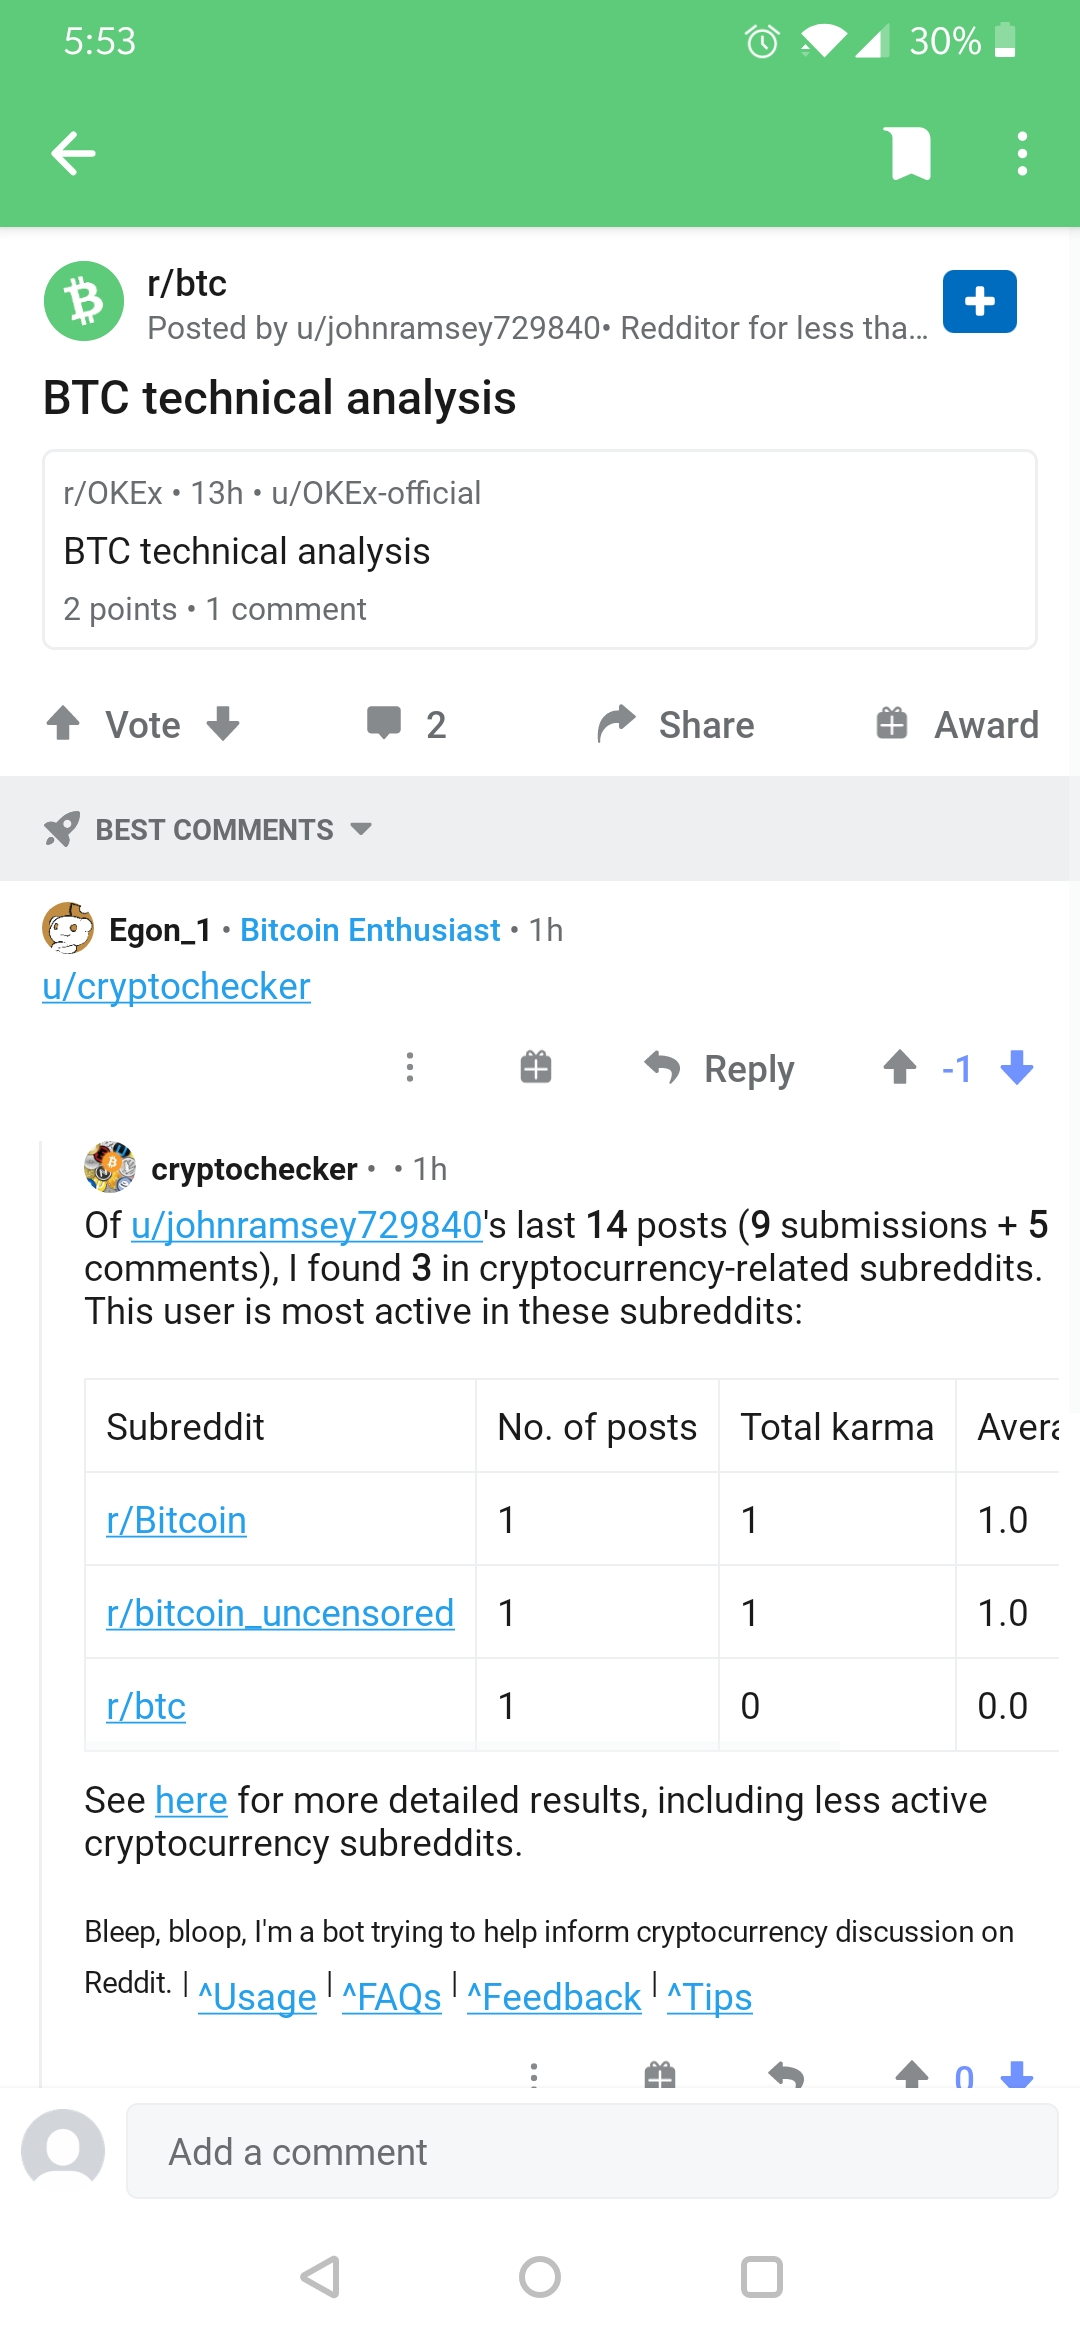 5:53
30%
r/btc
Posted by u/johnramsey729840• Redditor for less tha...
BTC technical analysis
r/OKEx • 13h • u/OKEx-official
BTC technical analysis
2 points • 1 comment
Vote 2 Share Award
BEST COMMENTS
Egon_1 • Bitcoin Enthusiast • 1h
u/cryptochecker
Reply -1
cryptochecker • • 1h
Of u/johnramsey729840's last 14 posts (9 submissions + 5
comments), I found 3 in cryptocurrency-related subreddits.
This user is most active in these subreddits:
Subreddit No. of posts Total karma Avera
r/Bitcoin 1 1 1.0
r/bitcoin_uncensored 1 1 1.0
r/btc 1 0 0.0
See here for more detailed results, including less active
cryptocurrency subreddits.
Bleep, bloop, I'm a bot trying to help inform cryptocurrency discussion on
Reddit. | ^Usage | ^FAQs | ^Feedback | ^Tips
0
Add a comment